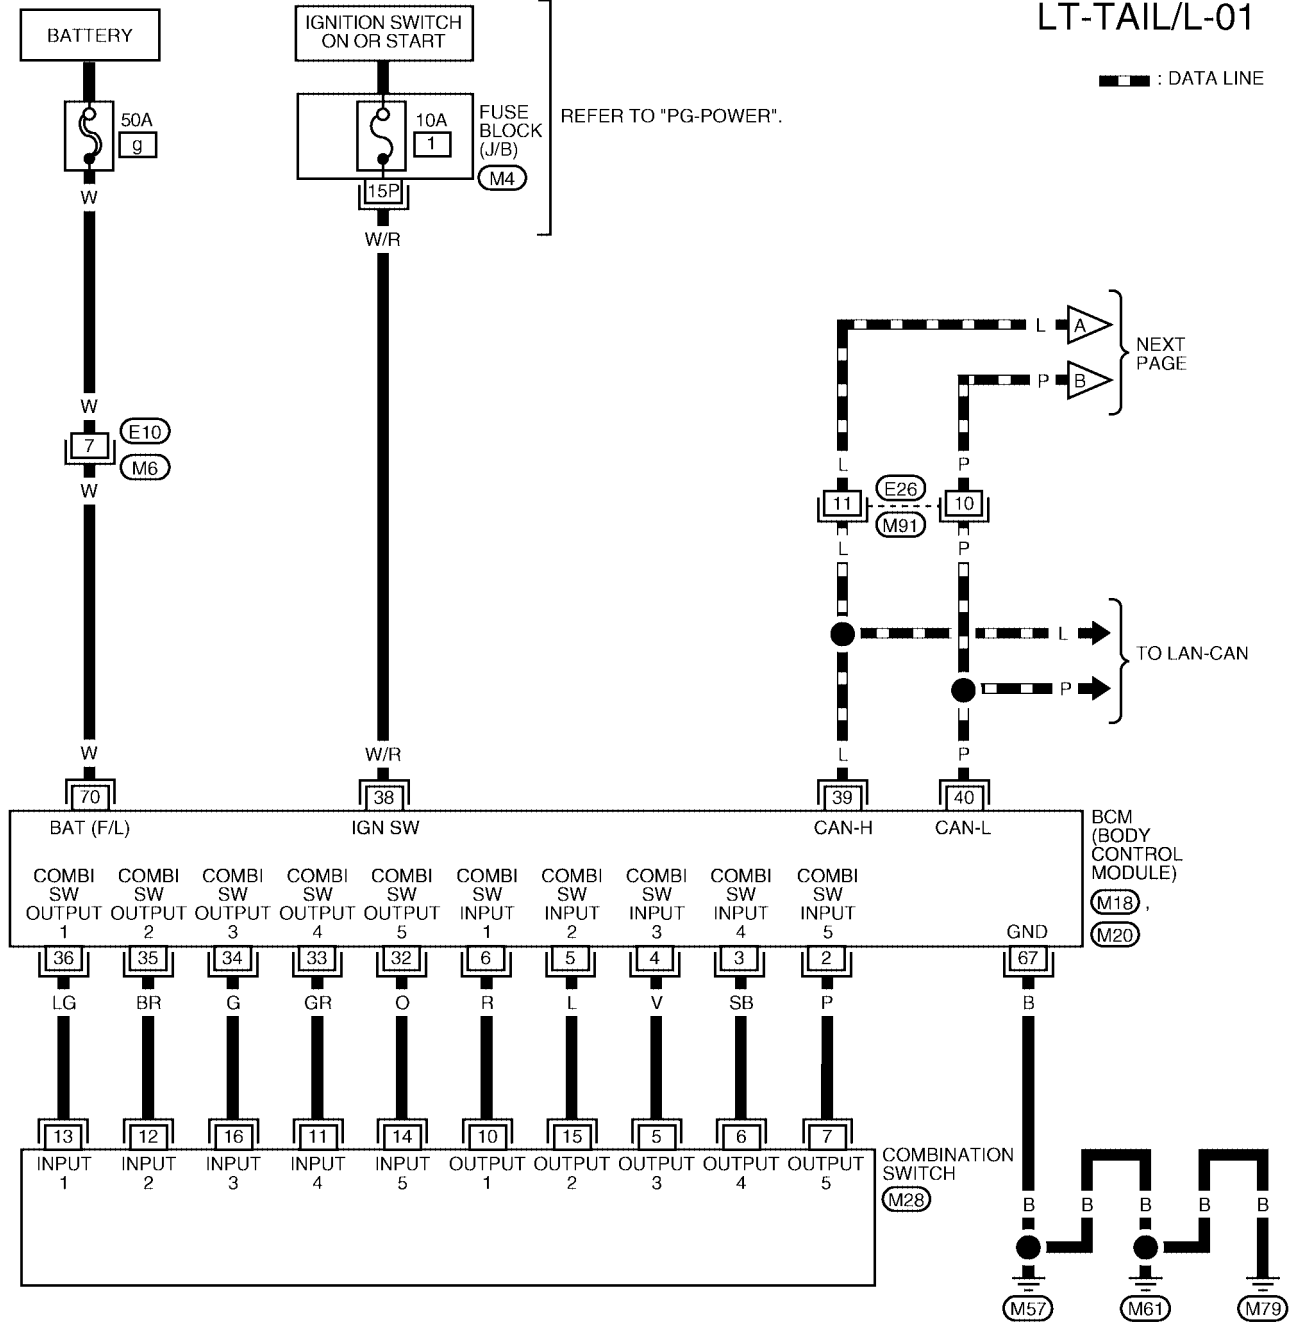 LT-TAIL/L-01
: DATA LINE
BATTERY
IGNITION SWITCH
ON OR START
50A
g
10A
1
FUSE
BLOCK
(J/B)
M4
REFER TO "PG-POWER".
15P
W
W/R
L
A
P
B
NEXT
PAGE
W
7
E10
M6
W
L
P
11
E26
M91
10
L
P
L
P
TO LAN-CAN
W
W/R
L
P
70
38
39
40
BAT (F/L)
IGN SW
CAN-H
CAN-L
BCM
(BODY
CONTROL
MODULE)
M18 ,
M20
COMBI
SW
OUTPUT
1
COMBI
SW
OUTPUT
2
COMBI
SW
OUTPUT
3
COMBI
SW
OUTPUT
4
COMBI
SW
OUTPUT
5
COMBI
SW
INPUT
1
COMBI
SW
INPUT
2
COMBI
SW
INPUT
3
COMBI
SW
INPUT
4
COMBI
SW
INPUT
5
GND
36
35
34
33
32
6
5
4
3
2
67
LG
BR
G
GR
O
R
L
V
SB
P
B
13
12
16
11
14
10
15
5
6
7
INPUT
1
INPUT
2
INPUT
3
INPUT
4
INPUT
5
OUTPUT
1
OUTPUT
2
OUTPUT
3
OUTPUT
4
OUTPUT
5
COMBINATION
SWITCH
M28
B
B
B
B
B
M57
M61
M79